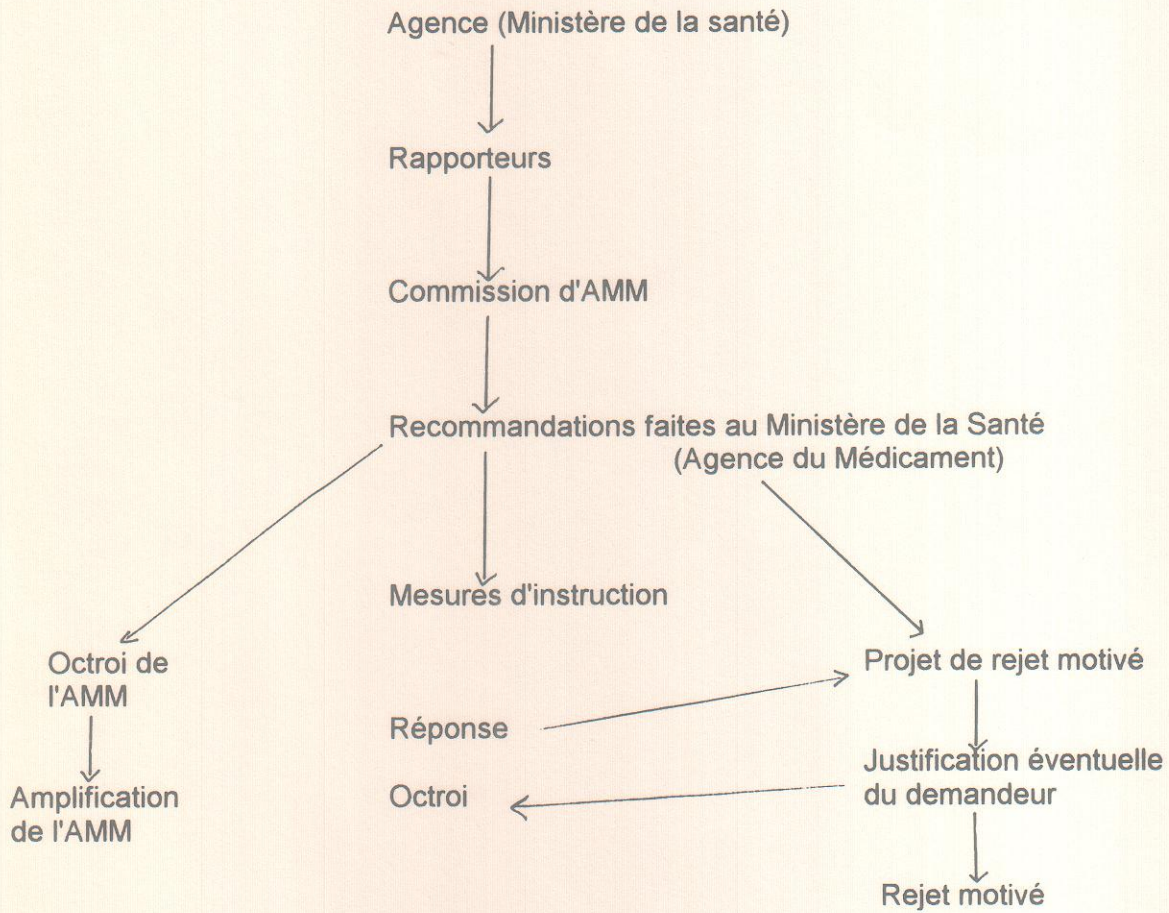 Agence (Ministère de la santé)
Rapporteurs
Commission d'AMM
Recommandations faites au Ministère de la Santé
(Agence du Médicament)
Mesures d'instruction
Octroi de
l'AMM
Projet de rejet motivé
Réponse
Justification éventuelle
du demandeur
Octroi
Amplification
de l'AMM
Rejet motivé